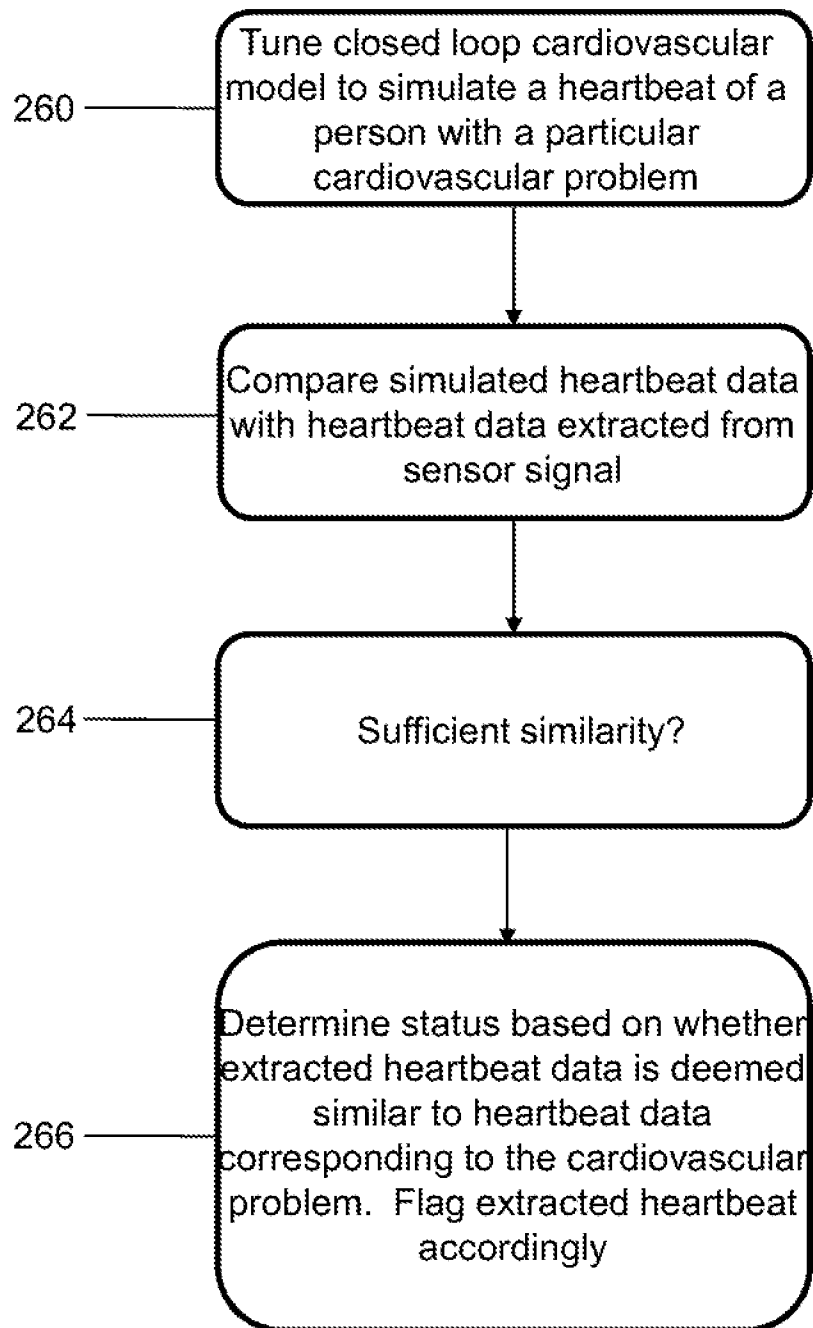 260
Tune closed loop cardiovascular
model to simulate a heartbeat of a
person with a particular
cardiovascular problem
262
Compare simulated heartbeat data
with heartbeat data extracted from
sensor signal
264
Sufficient similarity?
266
Determine status based on whether
extracted heartbeat data is deemed
similar to heartbeat data
corresponding to the cardiovascular
problem.  Flag extracted heartbeat
accordingly